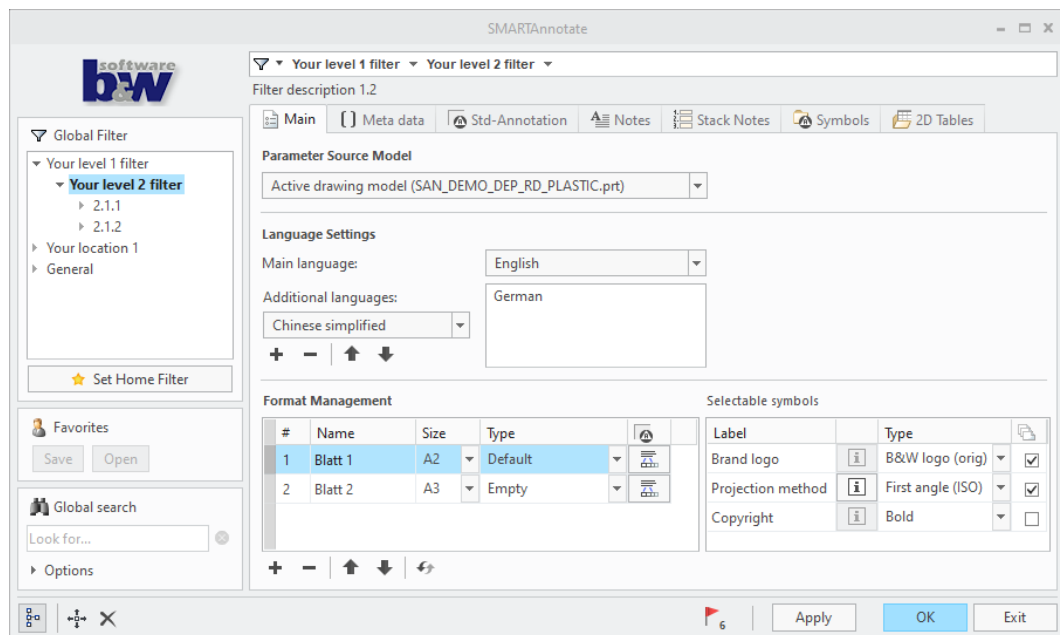 SMARTAnnotate
software
b&W
Your level 1 filter Your level 2 filter
Filter description 1.2
Main Meta data Std-Annotation Notes Stack Notes Symbols 2D Tables
Global Filter
Your level 1 filter
Your level 2 filter
2.1.1
2.1.2
Your location 1
General
Set Home Filter
Favorites
Save Open
Global search
Look for...
Options
Parameter Source Model
Active drawing model (SAN_DEMO_DEP_RD_PLASTIC.prt)
Language Settings
Main language: English
Additional languages: German
Chinese simplified
Format Management
# Name Size Type
1 Blatt 1 A2 Default
2 Blatt 2 A3 Empty
Selectable symbols
Label Type
Brand logo B&W logo (orig)
Projection method First angle (ISO)
Copyright Bold
6 Apply OK Exit